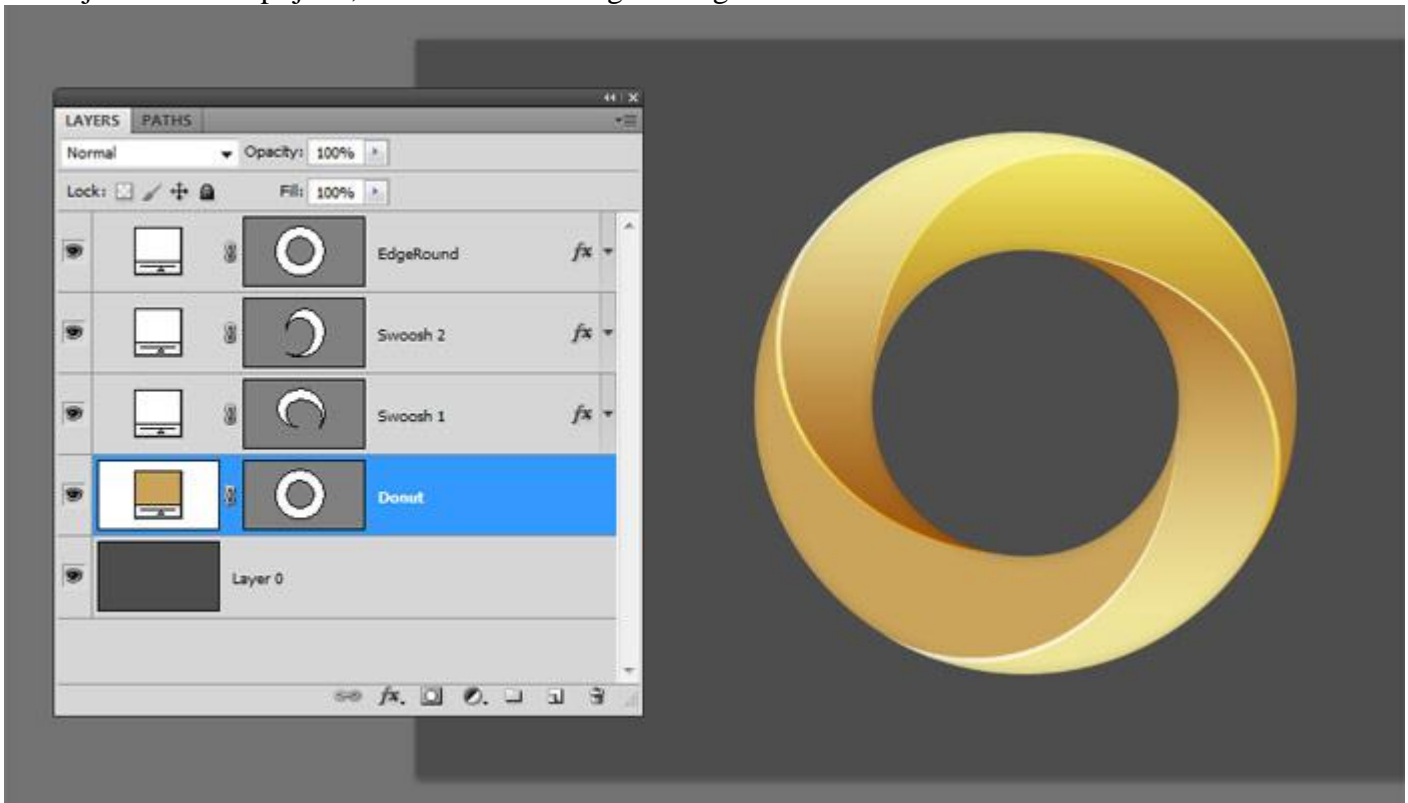 LAYERS PATHS
Normal Opacity: 100%
Lock: Fill: 100%
EdgeRound fx
Swoosh 2 fx
Swoosh 1 fx
Donut
Layer 0
fx.